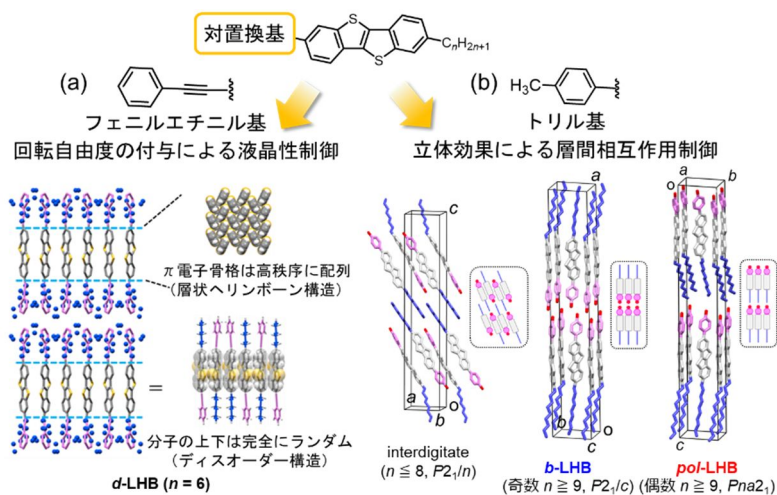 対置換基
S
S
CnH2n+1
(a)
フェニルエチニル基
回転自由度の付与による液晶性制御
(b)
H3C
トリル基
立体効果による層間相互作用制御
π電子骨格は高秩序に配列
(層状ヘリンボーン構造)
=
分子の上下は完全にランダム
(ディスオーダー構造)
d-LHB (n = 6)
c
a
b
o
interdigitate
(n ≦ 8, P21/n)
a
b
o
c
b-LHB
(奇数 n ≧ 9, P21/c)
a
o
b
c
pol-LHB
(偶数 n ≧ 9, Pna21)